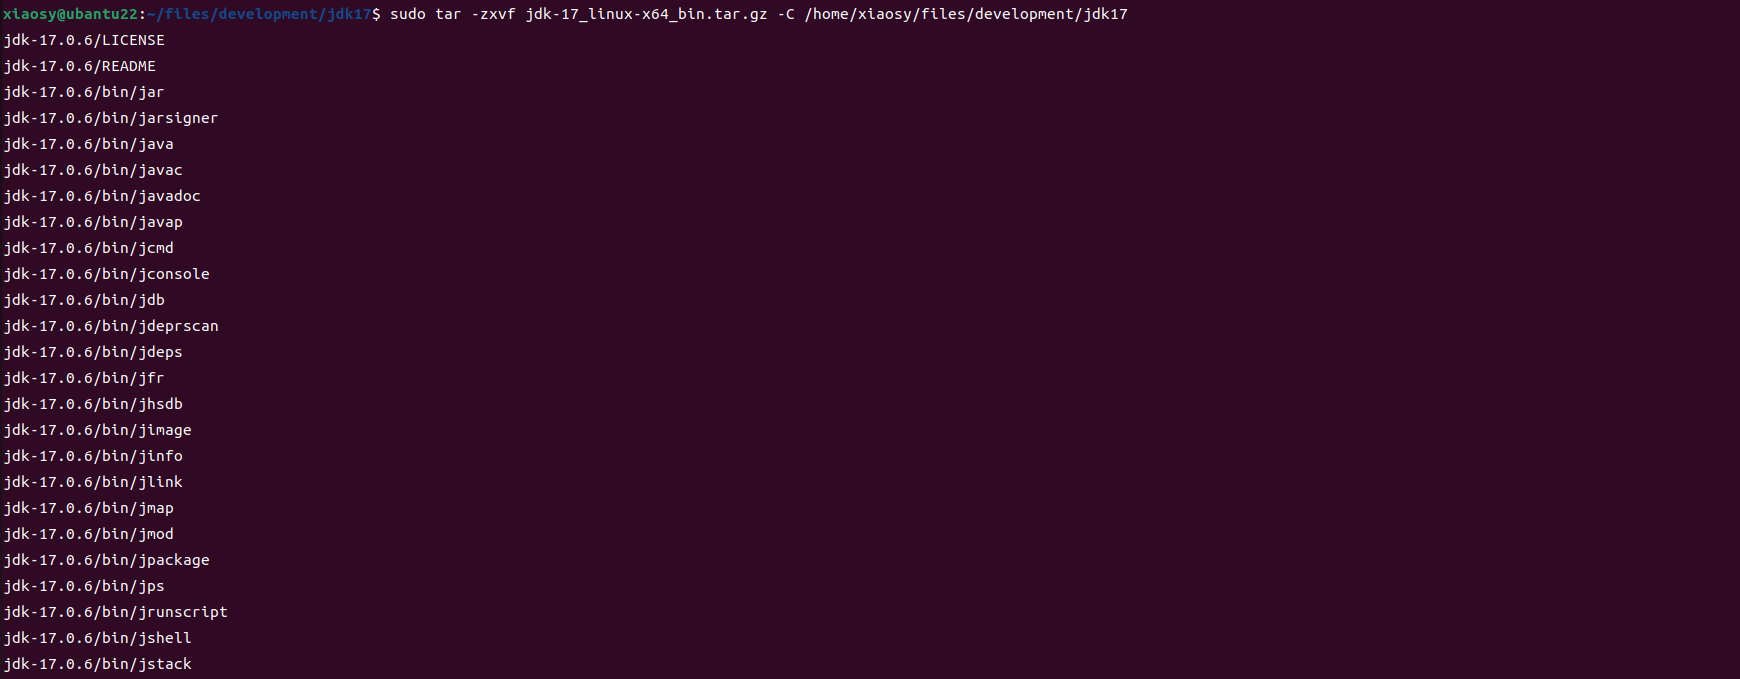 xiaosy@ubantu22:~/files/development/jdk17$ sudo tar -zxvf jdk-17_linux-x64_bin.tar.gz -C /home/xiaosy/files/development/jdk17
jdk-17.0.6/LICENSE
jdk-17.0.6/README
jdk-17.0.6/bin/jar
jdk-17.0.6/bin/jarsigner
jdk-17.0.6/bin/java
jdk-17.0.6/bin/javac
jdk-17.0.6/bin/javadoc
jdk-17.0.6/bin/javap
jdk-17.0.6/bin/jcmd
jdk-17.0.6/bin/jconsole
jdk-17.0.6/bin/jdb
jdk-17.0.6/bin/jdeprscan
jdk-17.0.6/bin/jdeps
jdk-17.0.6/bin/jfr
jdk-17.0.6/bin/jhsdb
jdk-17.0.6/bin/jimage
jdk-17.0.6/bin/jinfo
jdk-17.0.6/bin/jlink
jdk-17.0.6/bin/jmap
jdk-17.0.6/bin/jmod
jdk-17.0.6/bin/jpackage
jdk-17.0.6/bin/jps
jdk-17.0.6/bin/jrunscript
jdk-17.0.6/bin/jshell
jdk-17.0.6/bin/jstack